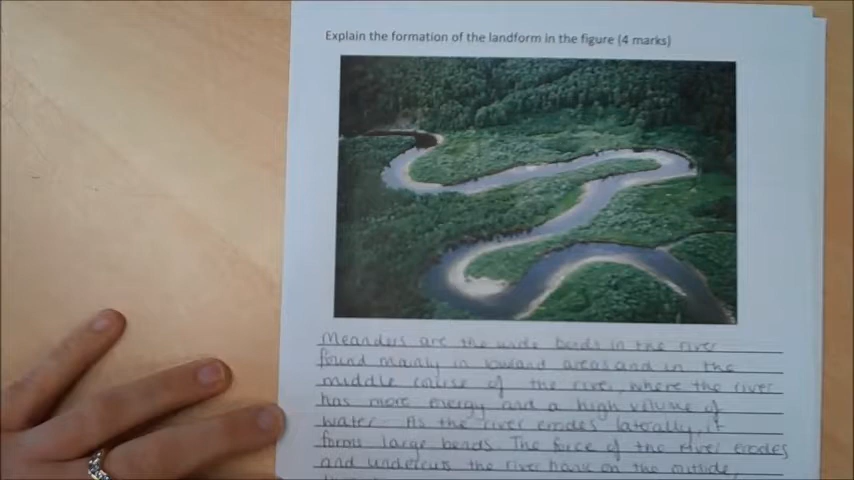 Explain the formation of the landform in the figure (4 marks)
Meanders are the wide bends in the river
found mainly in lowland areas and in the
middle course of the river, where the river
has more energy and a high volume of
water. As the river erodes laterally, it
forms large bends. The force of the river erodes
and undercuts the river bank on the outside,